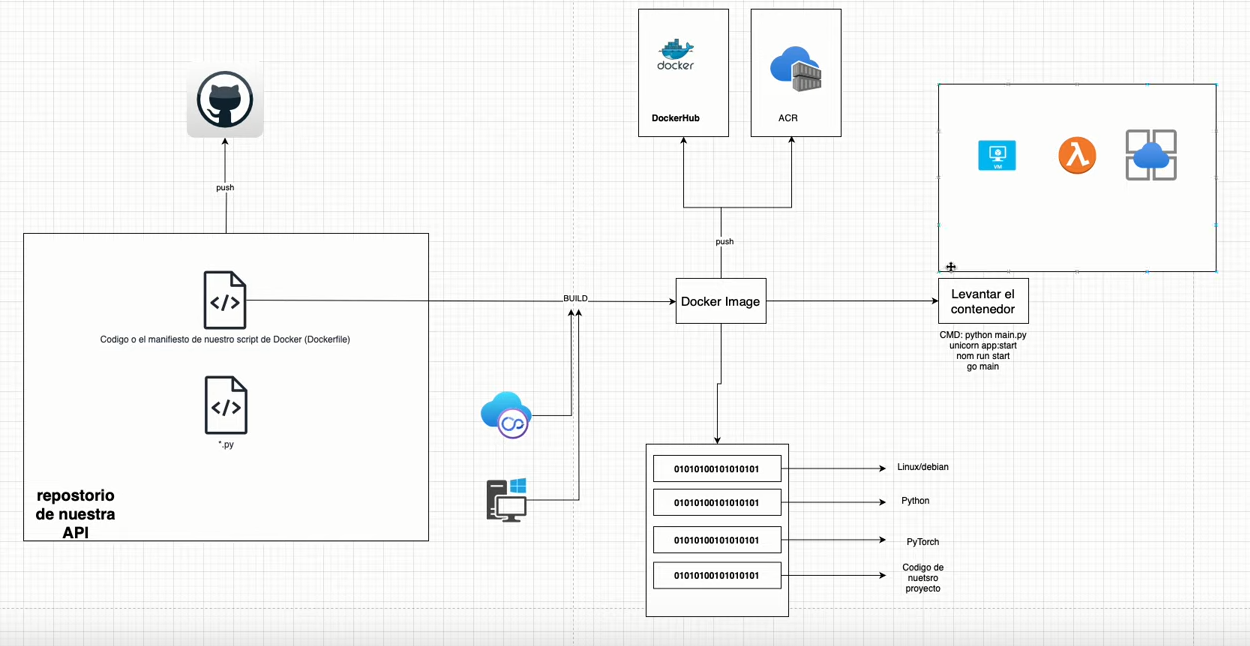 docker
DockerHub
ACR
VM
push
push
Codigo o el manifiesto de nuestro script de Docker (Dockerfile)
*.py
repostorio
de nuestra
API
BUILD
Docker Image
Levantar el
contenedor
CMD: python main.py
unicorn app:start
nom run start
go main
01010100101010101
Linux/debian
01010100101010101
Python
01010100101010101
PyTorch
01010100101010101
Codigo de
nuetsro
proyecto